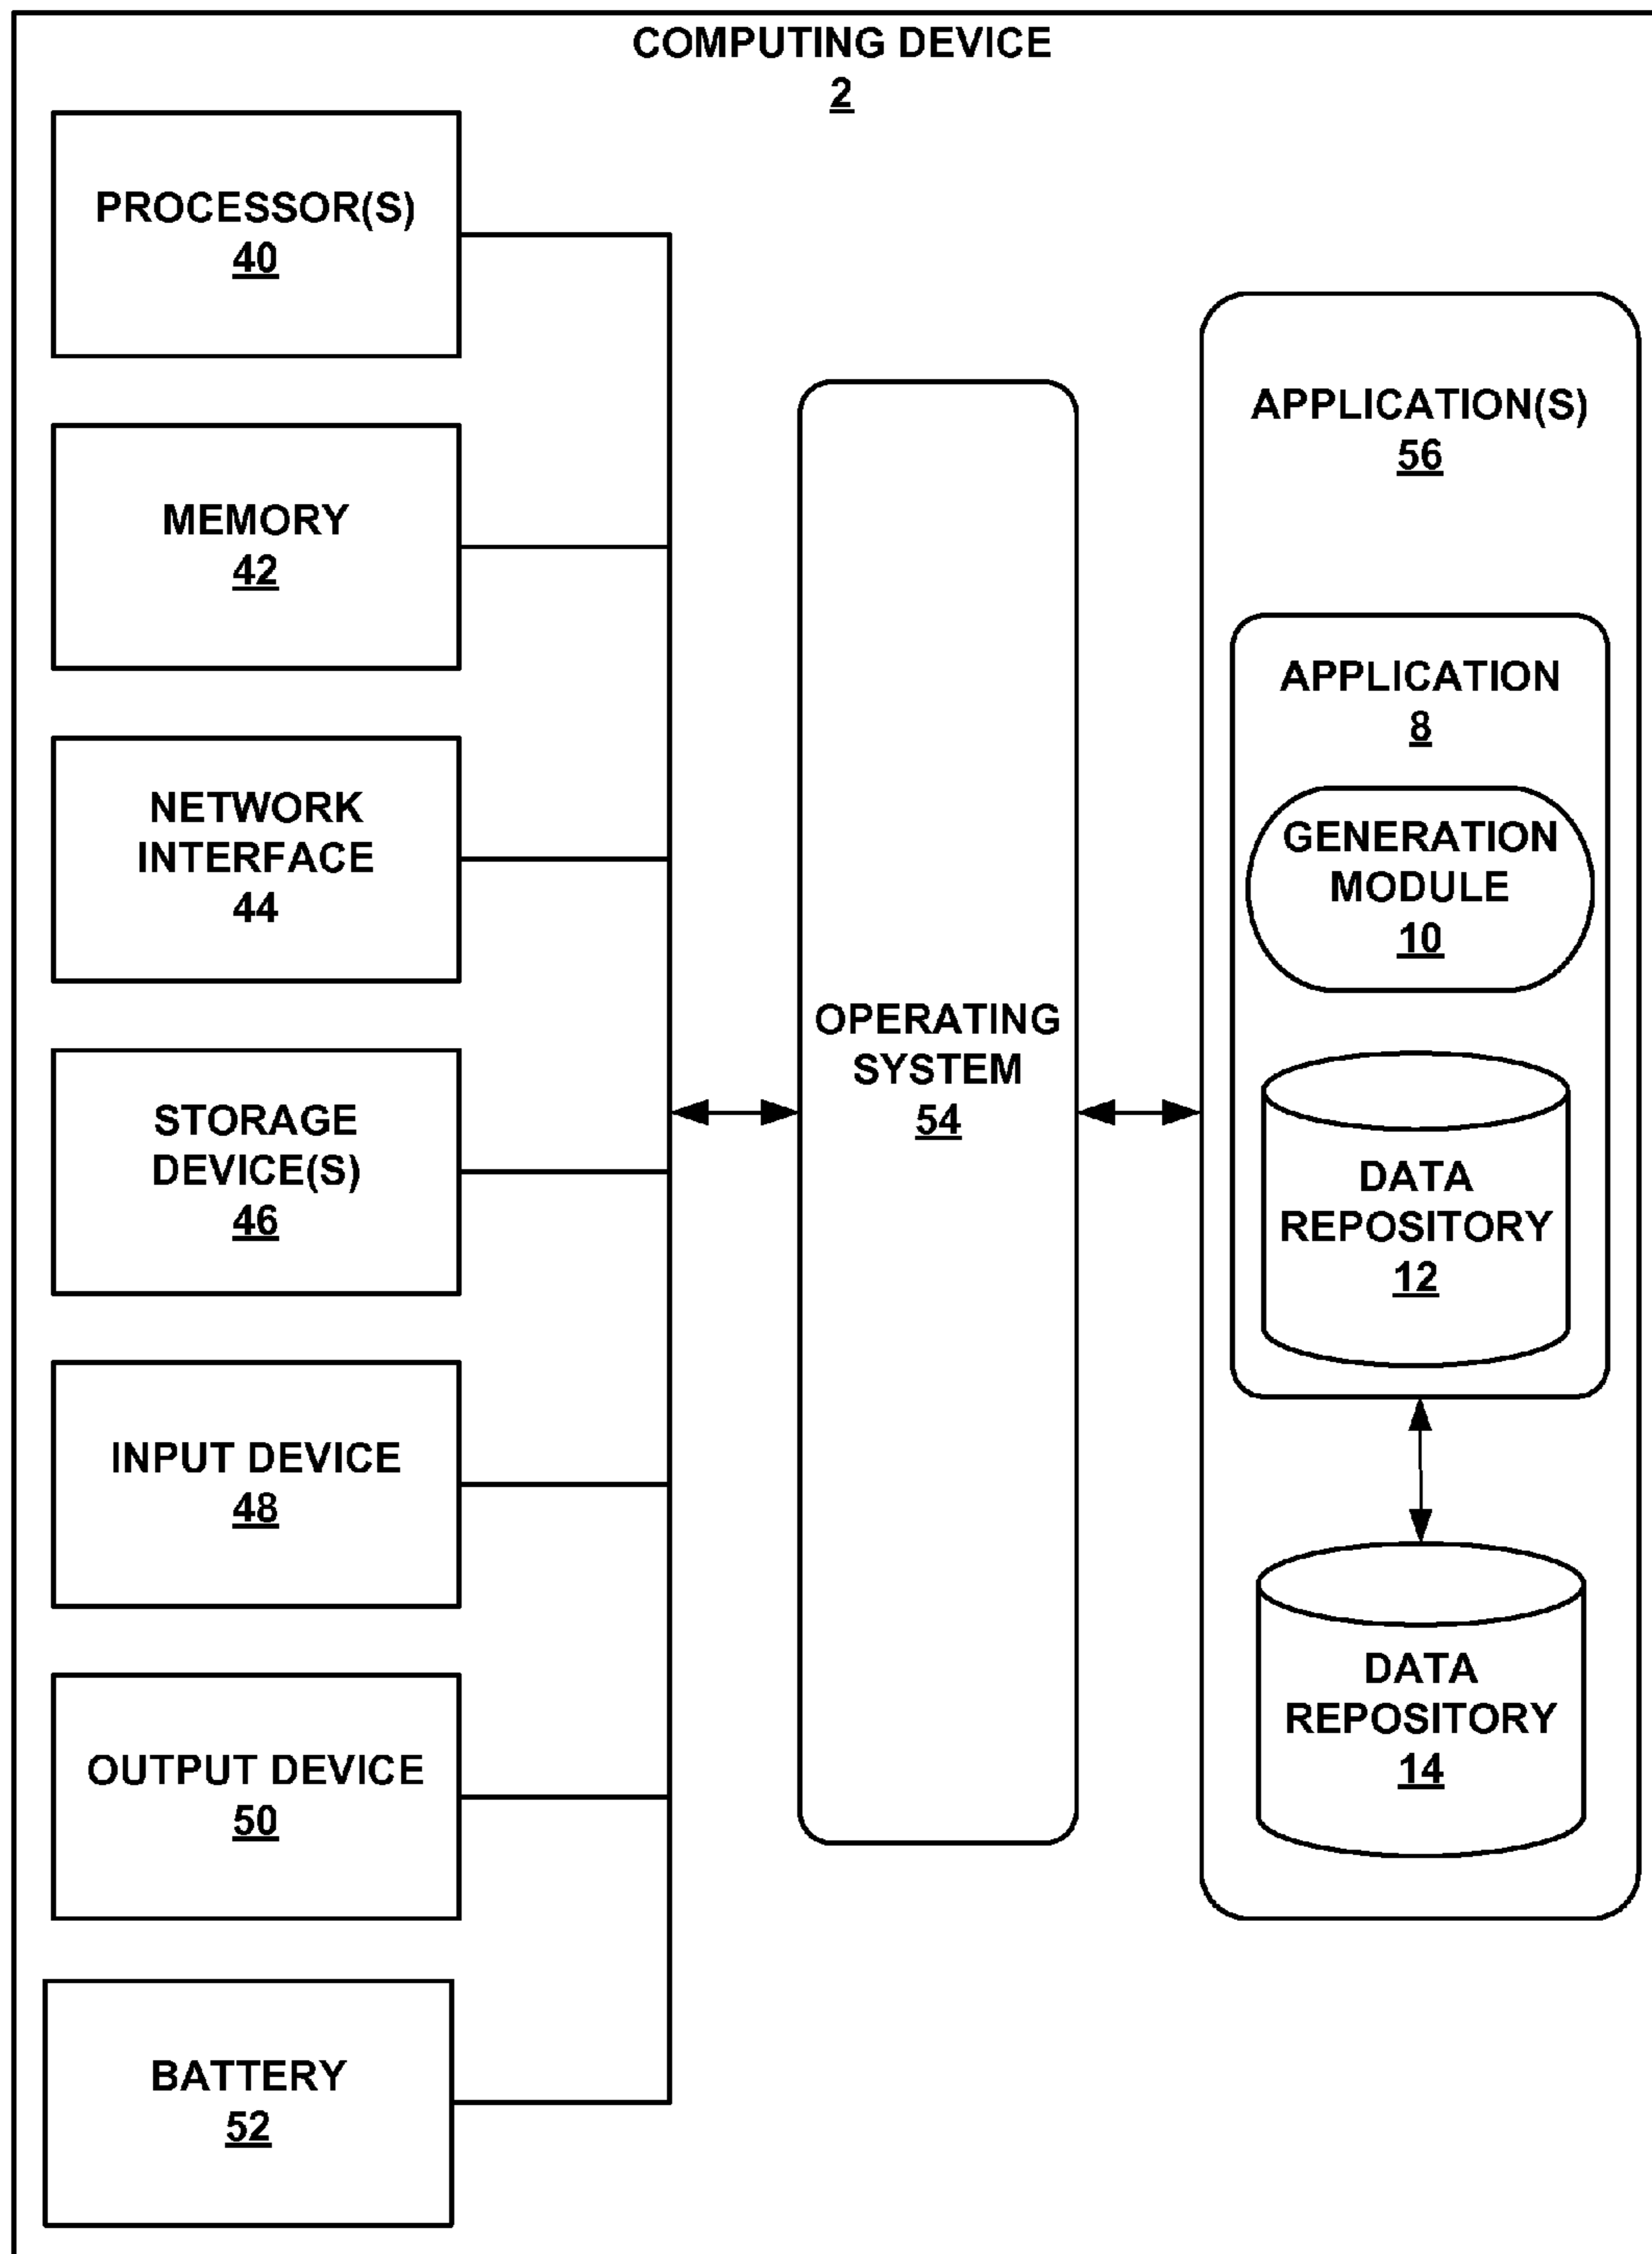 COMPUTING DEVICE
2
PROCESSOR(S)
40
MEMORY
42
NETWORK
INTERFACE
44
STORAGE
DEVICE(S)
46
INPUT DEVICE
48
OUTPUT DEVICE
50
BATTERY
52
OPERATING
SYSTEM
54
APPLICATION(S)
56
APPLICATION
8
GENERATION
MODULE
10
DATA
REPOSITORY
12
DATA
REPOSITORY
14